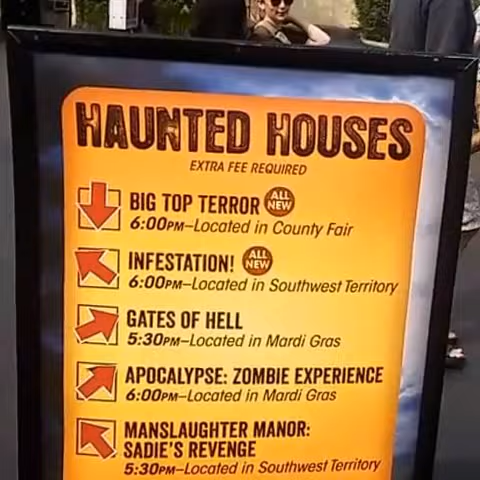 HAUNTED HOUSES
EXTRA FEE REQUIRED
BIG TOP TERROR ALL NEW
6:00PM–Located in County Fair
INFESTATION! ALL NEW
6:00PM–Located in Southwest Territory
GATES OF HELL
5:30PM–Located in Mardi Gras
APOCALYPSE: ZOMBIE EXPERIENCE
6:00PM–Located in Mardi Gras
MANSLAUGHTER MANOR:
SADIE'S REVENGE
5:30PM–Located in Southwest Territory